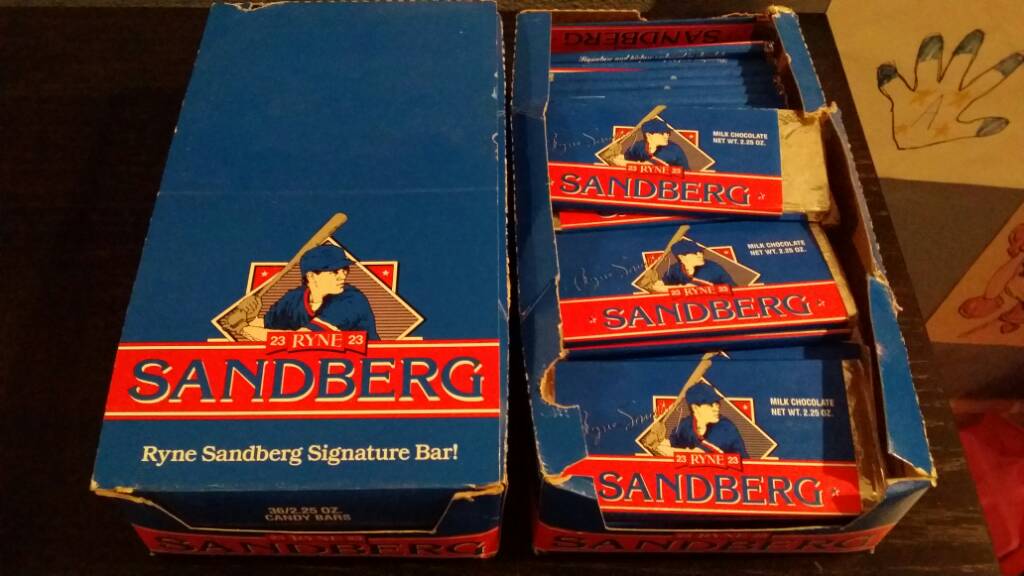 23 RYNE 23
SANDBERG
Ryne Sandberg Signature Bar!
36/2.25 OZ.
CANDY BARS
SANDBERG
SANDBERG
MILK CHOCOLATE
NET WT. 2.25 OZ.
23 RYNE 23
SANDBERG
MILK CHOCOLATE
NET WT. 2.25 OZ.
23 RYNE 23
SANDBERG
MILK CHOCOLATE
NET WT. 2.25 OZ.
23 RYNE 23
SANDBERG
SANDBERG